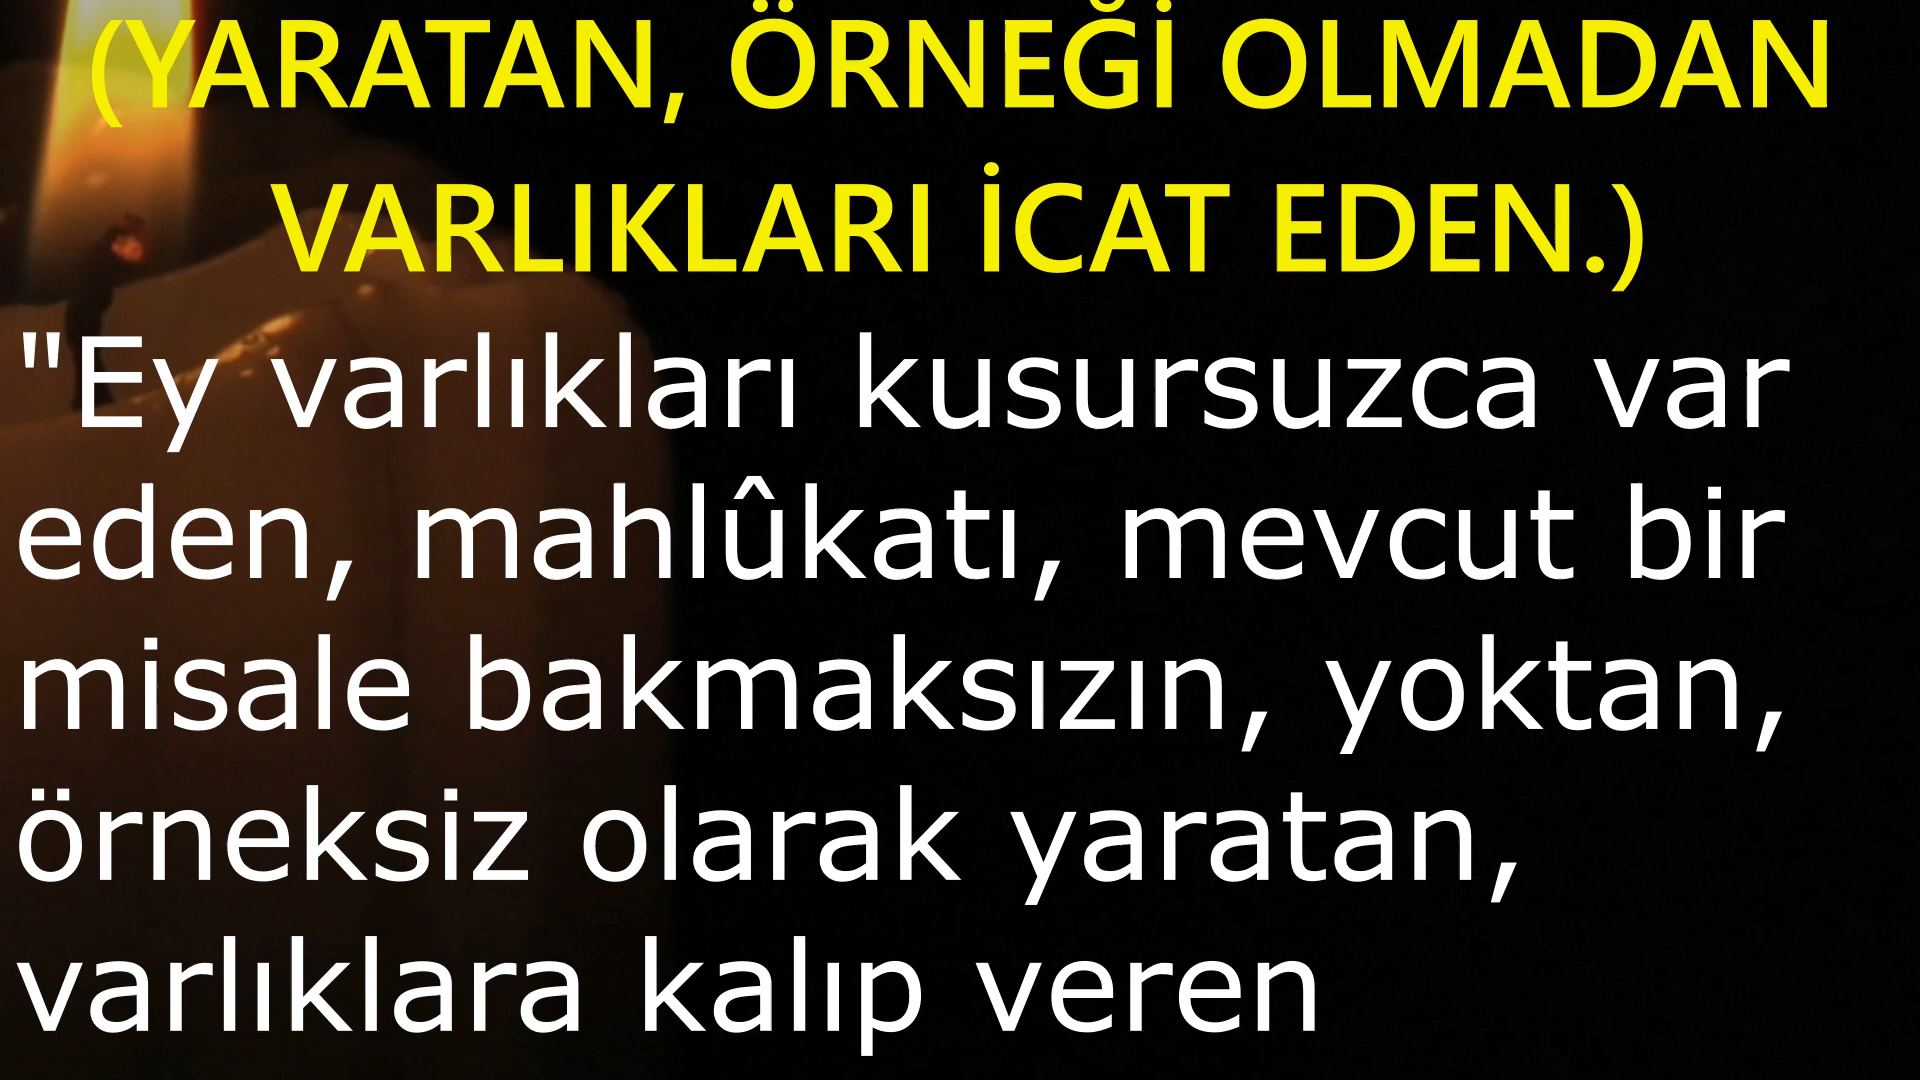 (YARATAN, ÖRNEĞİ OLMADAN
VARLIKLARI İCAT EDEN.)
"Ey varlıkları kusursuzca var
eden, mahlûkatı, mevcut bir
misale bakmaksızın, yoktan,
örneksiz olarak yaratan,
varlıklara kalıp veren